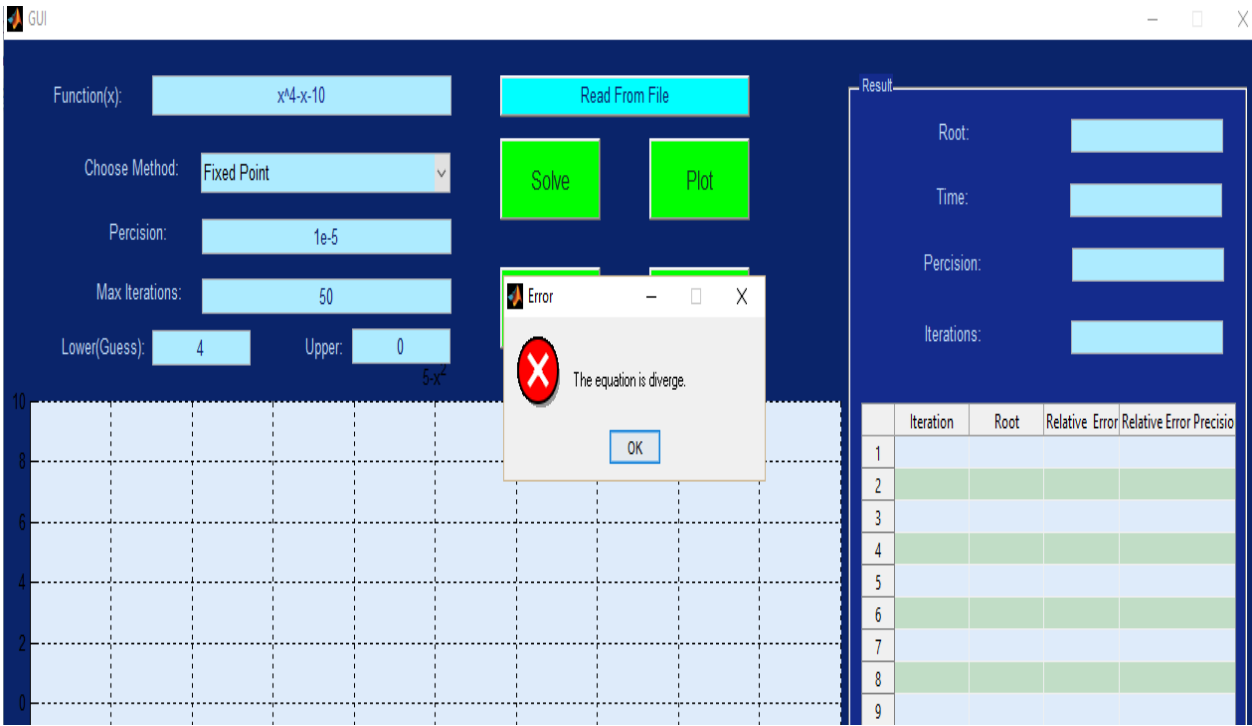 GUI
Function(x): x^4-x-10
Read From File
Choose Method: Fixed Point
Solve
Plot
Percision: 1e-5
Max Iterations: 50
Lower(Guess): 4 Upper: 0
Error
The equation is diverge.
OK
5-x^2
10
8
6
4
2
0
Result
Root:
Time:
Percision:
Iterations:
Iteration Root Relative Error Relative Error Precisio
1
2
3
4
5
6
7
8
9